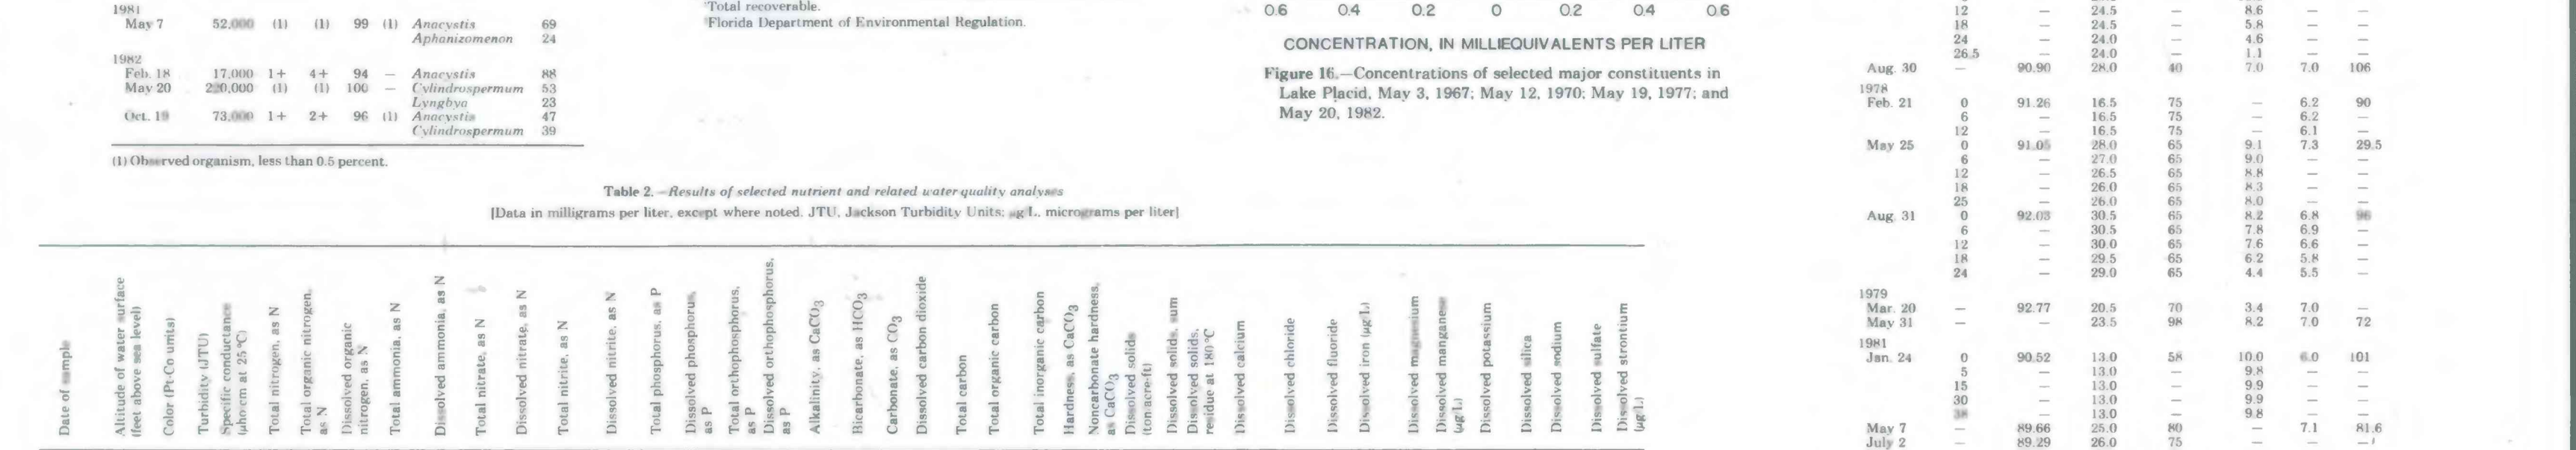 1981
May 7 52,000 (1) (1) 99 (1) Anacystis 69
Aphanizomenon 24
1982
Feb. 18 17,000 1+ 4+ 94 — Anacystis 88
May 20 220,000 (1) (1) 100 — Cylindrospermum 53
Lyngbya 23
Oct. 19 73,000 1+ 2+ 96 (1) Anacystis 47
Cylindrospermum 39
(1) Observed organism, less than 0.5 percent.
Total recoverable.
Florida Department of Environmental Regulation.
0.6 0.4 0.2 0 0.2 0.4 0.6
CONCENTRATION, IN MILLIEQUIVALENTS PER LITER
Figure 16.—Concentrations of selected major constituents in
Lake Placid, May 3, 1967; May 12, 1970; May 19, 1977; and
May 20, 1982.
Table 2.—Results of selected nutrient and related water quality analyses
[Data in milligrams per liter, except where noted. JTU, Jackson Turbidity Units; µg/L, micrograms per liter]
Date of sample
Altitude of water surface
(feet above sea level)
Color (Pt-Co units)
Turbidity (JTU)
Specific conductance
(µho/cm at 25 °C)
Total nitrogen, as N
Total organic nitrogen,
as N
Dissolved organic
nitrogen, as N
Total ammonia, as N
Dissolved ammonia, as N
Total nitrate, as N
Dissolved nitrate, as N
Total nitrite, as N
Dissolved nitrite, as N
Total phosphorus, as P
Dissolved phosphorus,
as P
Total orthophosphorus,
as P
Dissolved orthophosphorus,
as P
Alkalinity, as CaCO3
Bicarbonate, as HCO3
Carbonate, as CO3
Dissolved carbon dioxide
Total carbon
Total organic carbon
Total inorganic carbon
Hardness, as CaCO3
Noncarbonate hardness,
as CaCO3
Dissolved solids
(ton/acre-ft)
Dissolved solids, sum
Dissolved solids,
residue at 180 °C
Dissolved calcium
Dissolved chloride
Dissolved fluoride
Dissolved iron (µg/L)
Dissolved magnesium
Dissolved manganese
(µg/L)
Dissolved potassium
Dissolved silica
Dissolved sodium
Dissolved sulfate
Dissolved strontium
(µg/L)
12 — 24.5 — 8.6 — —
18 — 24.5 — 5.8 — —
24 — 24.0 — 4.6 — —
26.5 — 24.0 — 1.1 — —
Aug. 30 — 90.90 28.0 40 7.0 7.0 106
1978
Feb. 21 0 91.26 16.5 75 — 6.2 90
6 — 16.5 75 — 6.2 —
12 — 16.5 75 — 6.1 —
May 25 0 91.05 28.0 65 9.1 7.3 29.5
6 — 27.0 65 9.0 — —
12 — 26.5 65 8.8 — —
18 — 26.0 65 8.3 — —
25 — 26.0 65 8.0 — —
Aug. 31 0 92.03 30.5 65 8.2 6.8 96
6 — 30.5 65 7.8 6.9 —
12 — 30.0 65 7.6 6.6 —
18 — 29.5 65 6.2 5.8 —
24 — 29.0 65 4.4 5.5 —
1979
Mar. 20 — 92.77 20.5 70 3.4 7.0 —
May 31 — — 23.5 98 8.2 7.0 72
1981
Jan. 24 0 90.52 13.0 58 10.0 6.0 101
5 — 13.0 — 9.8 — —
15 — 13.0 — 9.9 — —
30 — 13.0 — 9.9 — —
38 — 13.0 — 9.8 — —
May 7 — 89.66 25.0 80 — 7.1 81.6
July 2 — 89.29 26.0 75 — — —